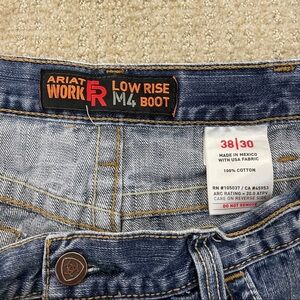 ARIAT
WORK FR
LOW RISE
M4 BOOT
38|30
MADE IN MEXICO
WITH USA FABRIC
100% COTTON
RN #105037 / CA #45953
ARC RATING = 20.0 ATPV
CARE ON REVERSE SIDE
DO NOT REMOVE